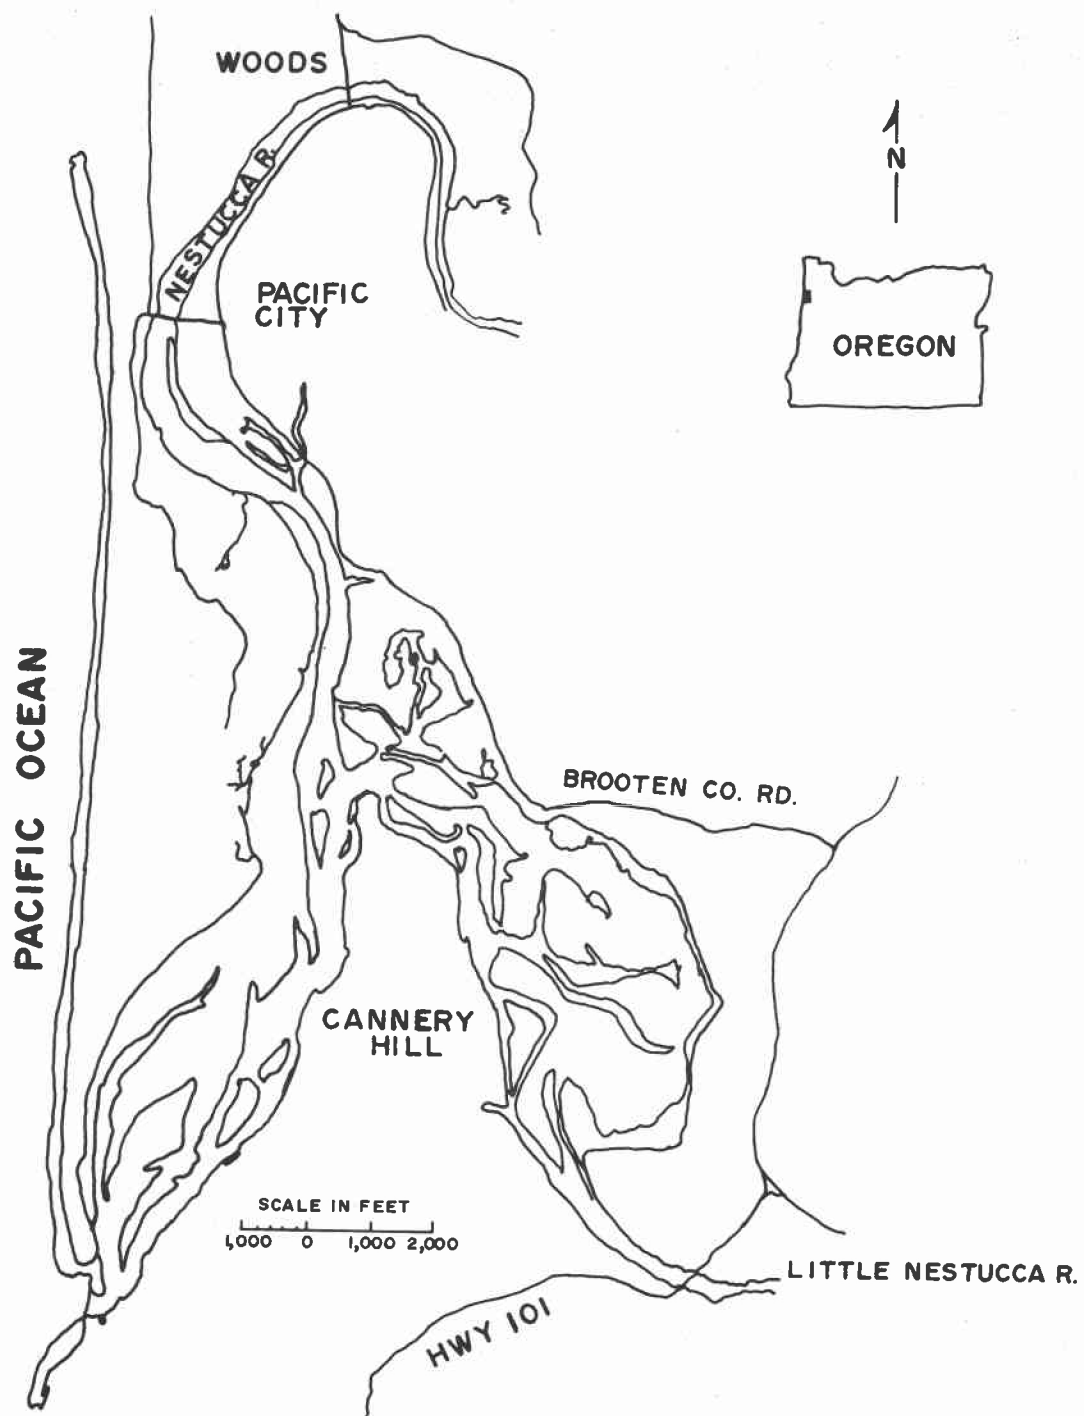 WOODS
N
NESTUCCA R.
PACIFIC
CITY
OREGON
PACIFIC OCEAN
BROOTEN CO. RD.
CANNERY
HILL
SCALE IN FEET
1,000 0 1,000 2,000
LITTLE NESTUCCA R.
HWY 101